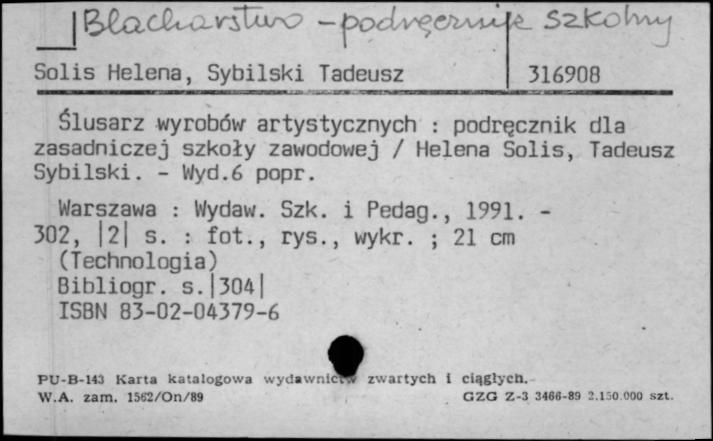 Blacharstwo - podręcznik szkolny
Solis Helena, Sybilski Tadeusz 316908
Ślusarz wyrobów artystycznych : podręcznik dla
zasadniczej szkoły zawodowej / Helena Solis, Tadeusz
Sybilski. - Wyd.6 popr.
Warszawa : Wydaw. Szk. i Pedag., 1991. -
302, |2| s. : fot., rys., wykr. ; 21 cm
(Technologia)
Bibliogr. s.|304|
ISBN 83-02-04379-6
PU-B-143 Karta katalogowa wydawnictw zwartych i ciągłych.
W.A. zam. 1562/On/89 GZG Z-3 3466-89 2.150.000 szt.